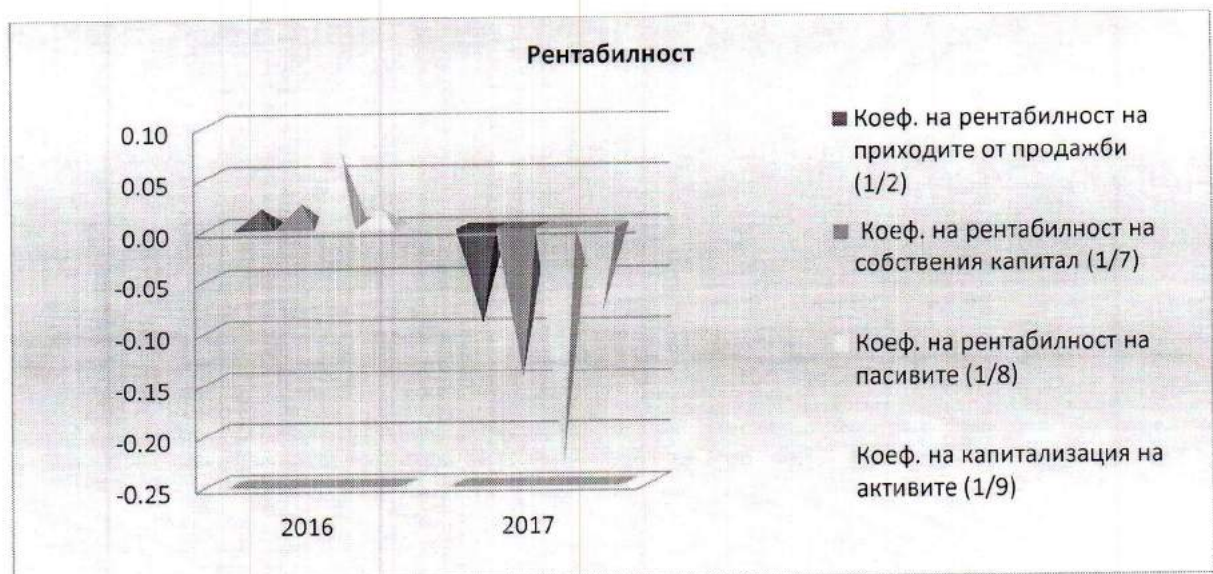 Рентабилност
0.10
0.05
0.00
-0.05
-0.10
-0.15
-0.20
-0.25
2016
2017
Коеф. на рентабилност на
приходите от продажби
(1/2)
Коеф. на рентабилност на
собствения капитал (1/7)
Коеф. на рентабилност на
пасивите (1/8)
Коеф. на капитализация на
активите (1/9)